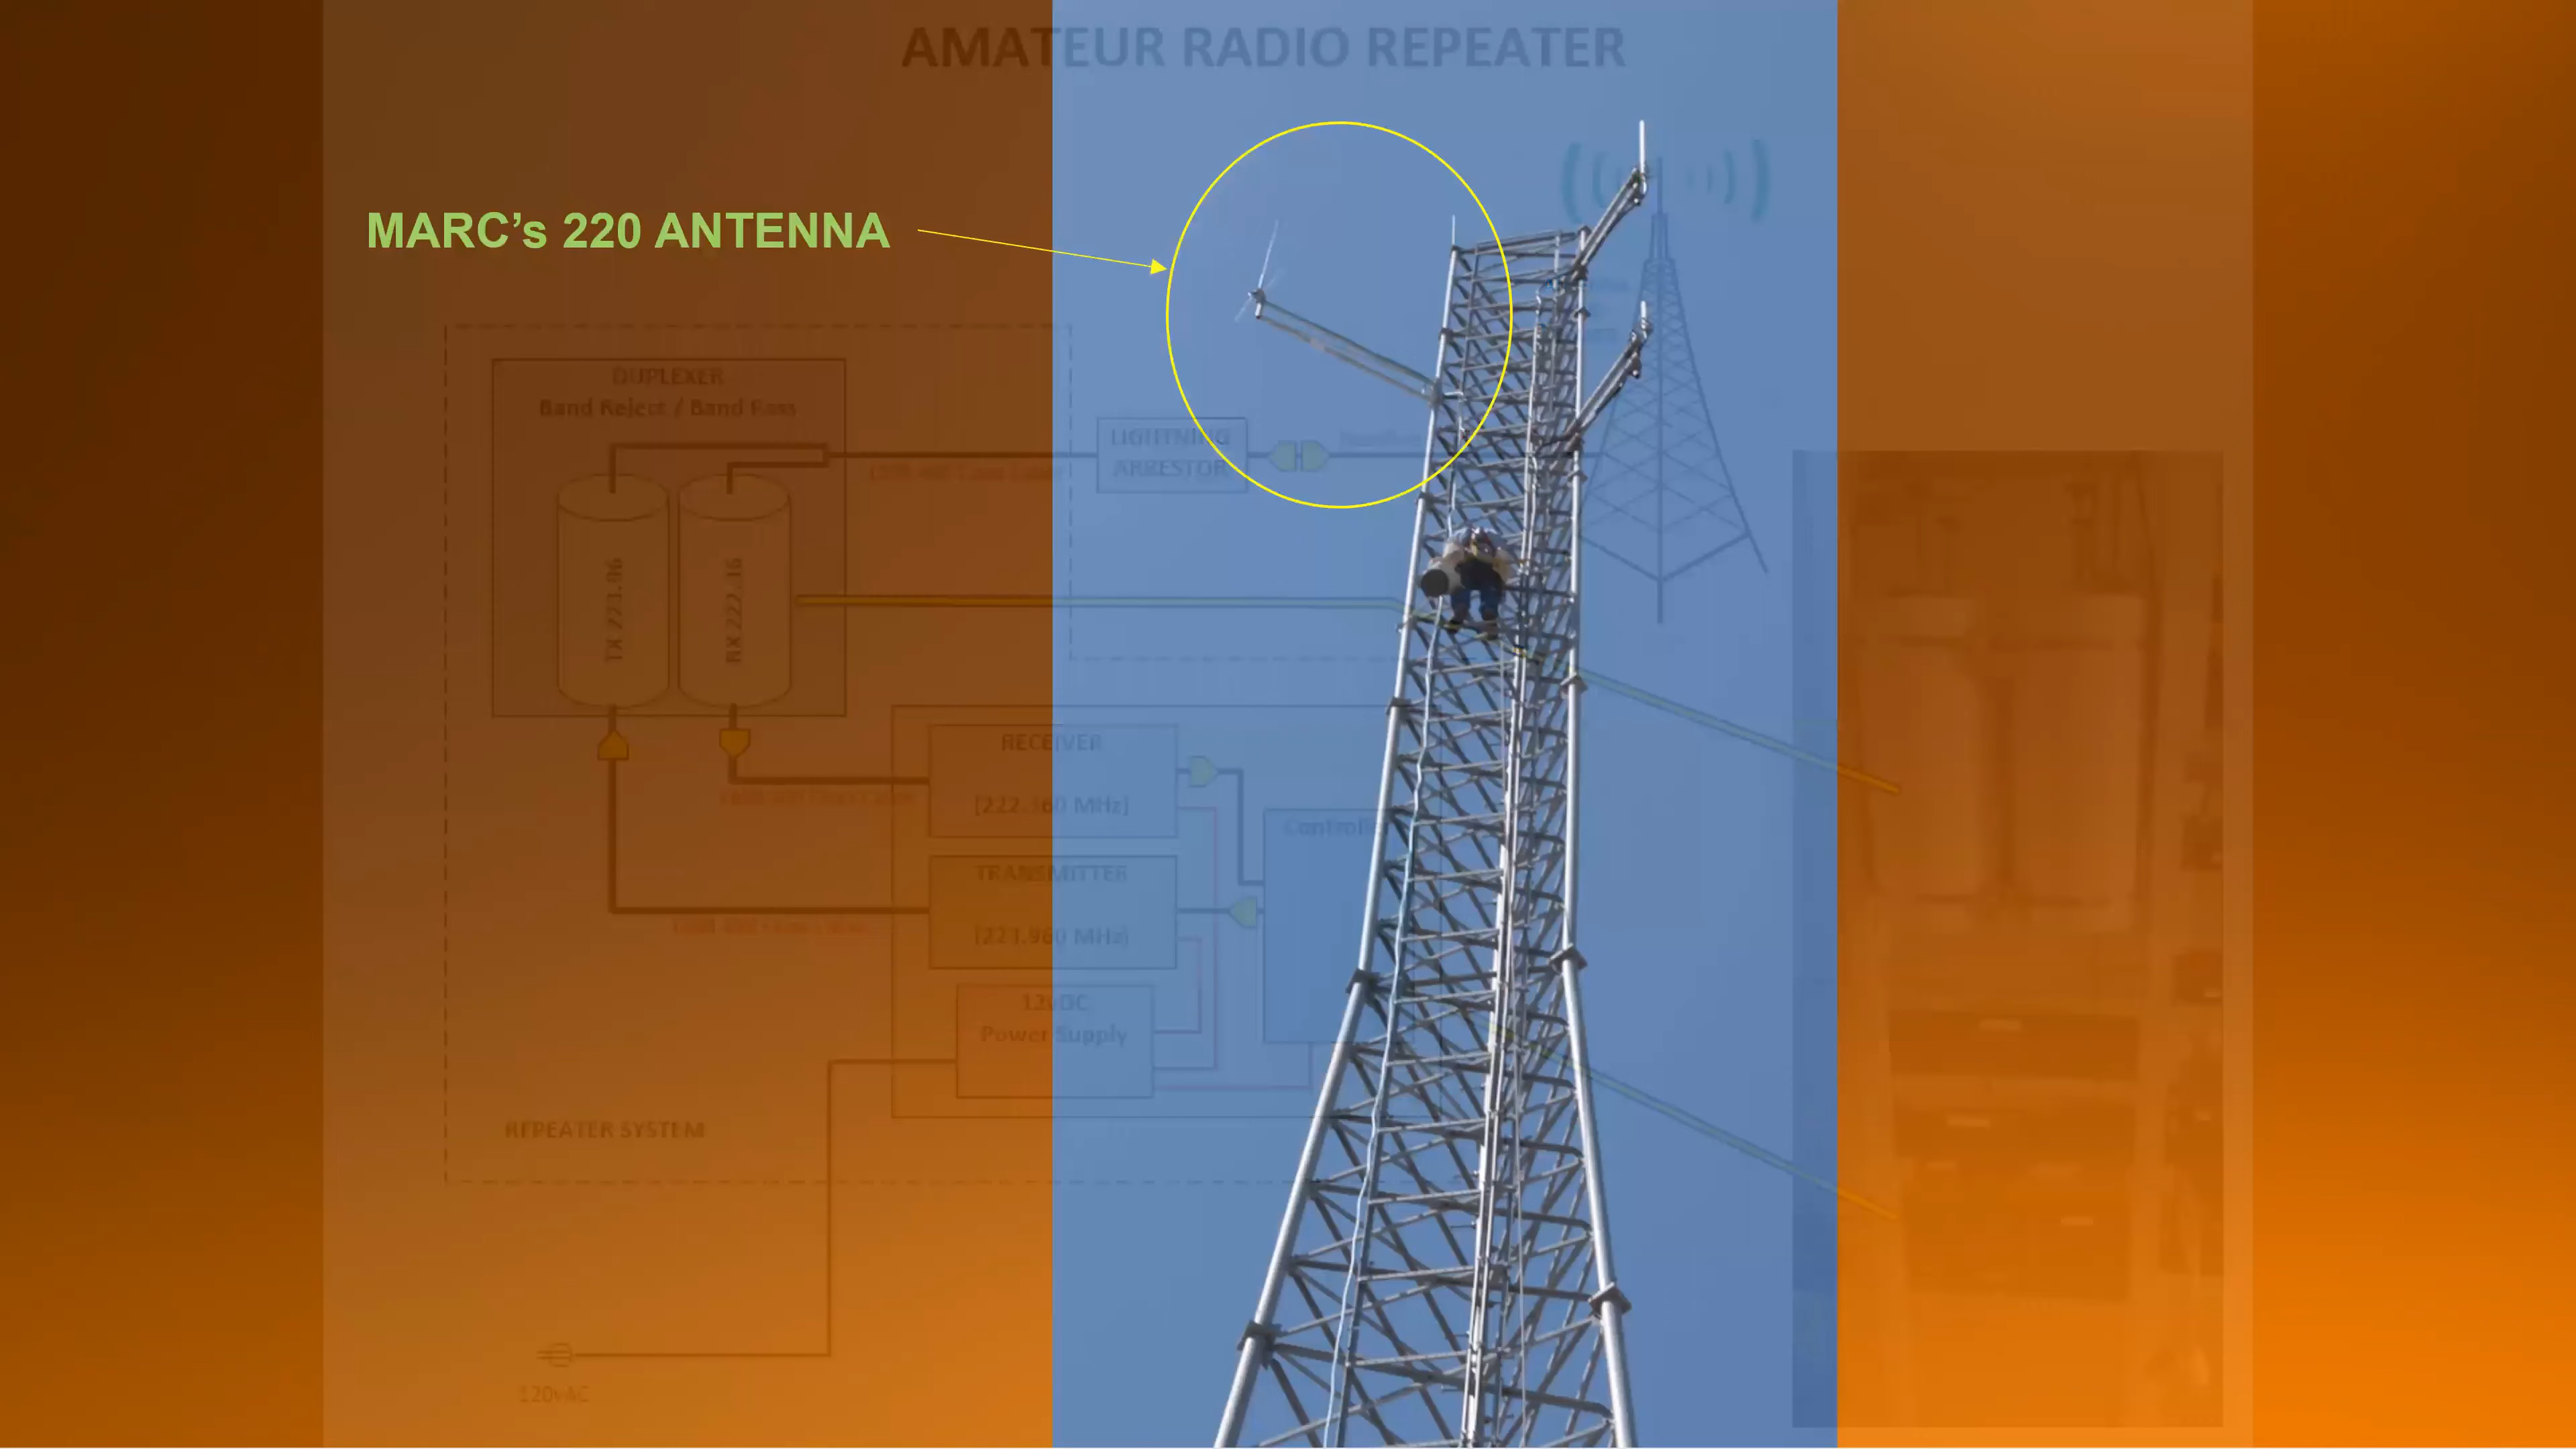 AMATEUR RADIO REPEATER
MARC's 220 ANTENNA
DUPLEXER
Band Reject / Band Pass
LIGHTNING
ARRESTOR
TX 223.96
RX 222.36
RECEIVER
[222.360 MHz]
TRANSMITTER
[223.960 MHz]
Controller
12vDC
Power Supply
REPEATER SYSTEM
120vAC